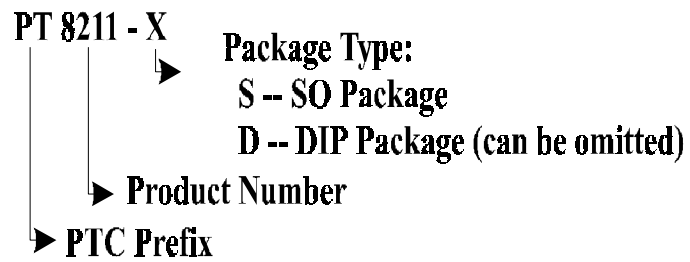 PT 8211 - X
Package Type:
S -- SO Package
D -- DIP Package (can be omitted)
Product Number
PTC Prefix